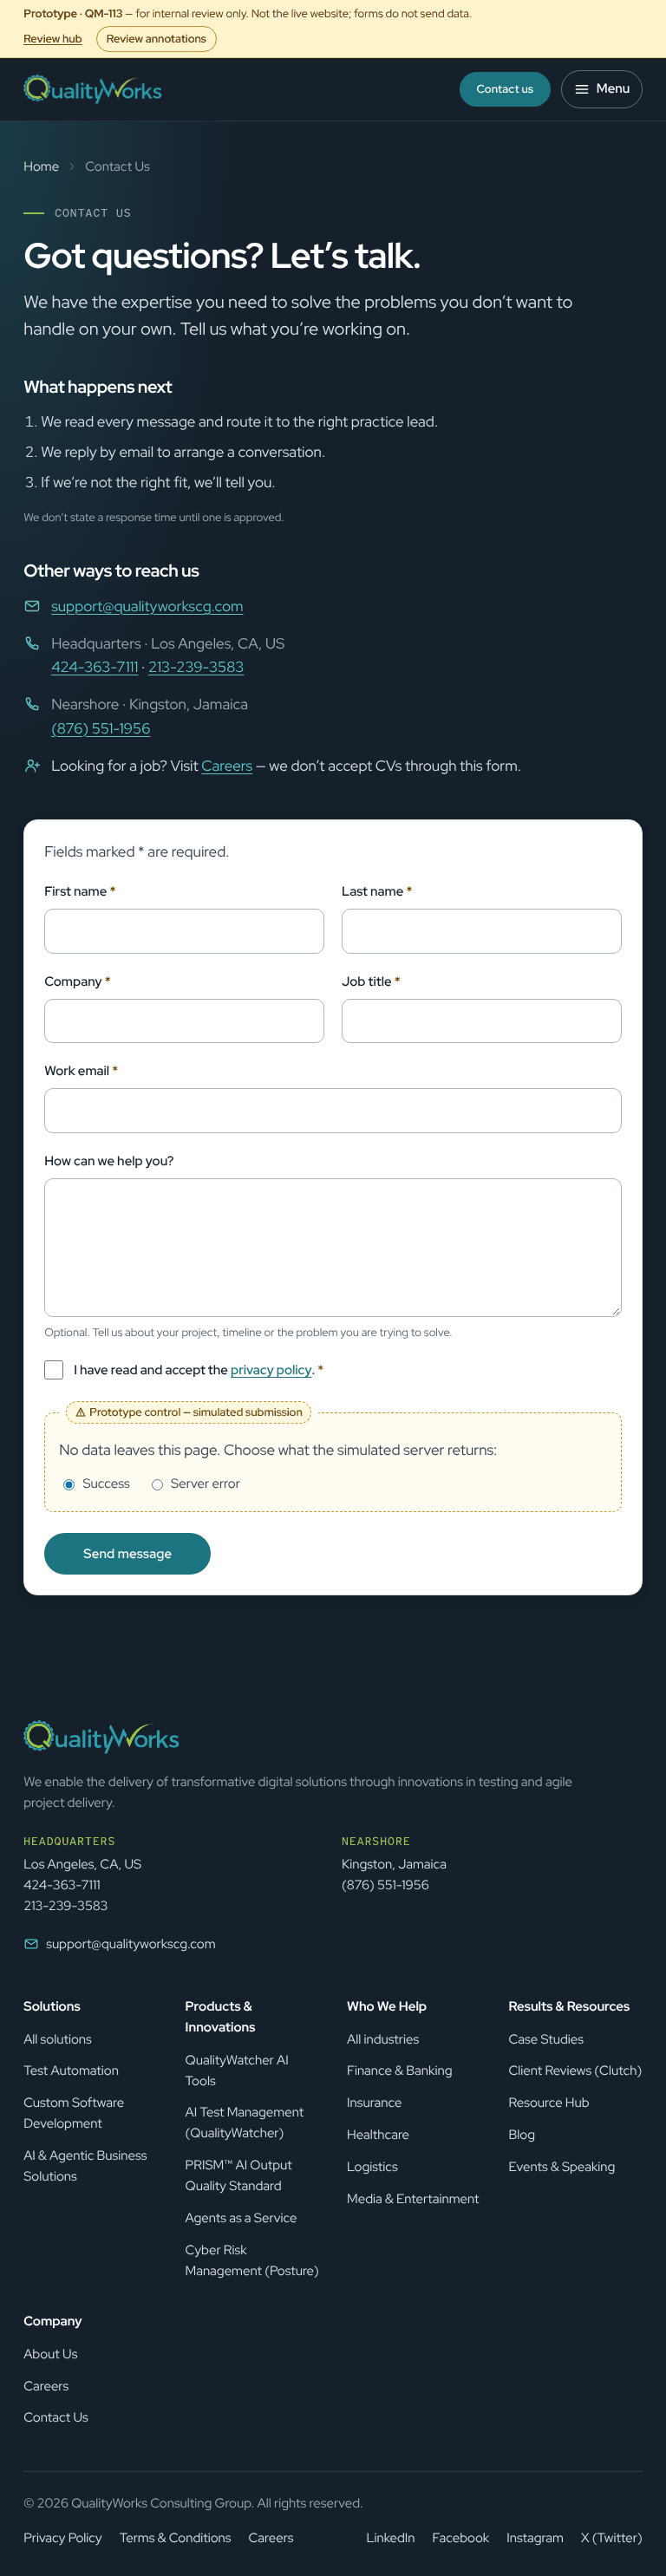 Prototype · QM-113 — for internal review only. Not the live website; forms do not send data.
Review hub Review annotations
QualityWorks Contact us Menu
Home > Contact Us
CONTACT US
Got questions? Let’s talk.
We have the expertise you need to solve the problems you don’t want to
handle on your own. Tell us what you’re working on.
What happens next
1. We read every message and route it to the right practice lead.
2. We reply by email to arrange a conversation.
3. If we’re not the right fit, we’ll tell you.
We don’t state a response time until one is approved.
Other ways to reach us
support@qualityworkscg.com
Headquarters · Los Angeles, CA, US
424-363-7111 · 213-239-3583
Nearshore · Kingston, Jamaica
(876) 551-1956
Looking for a job? Visit Careers — we don’t accept CVs through this form.
Fields marked * are required.
First name * Last name *
Company * Job title *
Work email *
How can we help you?
Optional. Tell us about your project, timeline or the problem you are trying to solve.
I have read and accept the privacy policy. *
Prototype control — simulated submission
No data leaves this page. Choose what the simulated server returns:
Success Server error
Send message
QualityWorks
We enable the delivery of transformative digital solutions through innovations in testing and agile
project delivery.
HEADQUARTERS
Los Angeles, CA, US
424-363-7111
213-239-3583
NEARSHORE
Kingston, Jamaica
(876) 551-1956
support@qualityworkscg.com
Solutions
All solutions
Test Automation
Custom Software
Development
AI & Agentic Business
Solutions
Products &
Innovations
QualityWatcher AI
Tools
AI Test Management
(QualityWatcher)
PRISM™ AI Output
Quality Standard
Agents as a Service
Cyber Risk
Management (Posture)
Who We Help
All industries
Finance & Banking
Insurance
Healthcare
Logistics
Media & Entertainment
Results & Resources
Case Studies
Client Reviews (Clutch)
Resource Hub
Blog
Events & Speaking
Company
About Us
Careers
Contact Us
© 2026 QualityWorks Consulting Group. All rights reserved.
Privacy Policy Terms & Conditions Careers LinkedIn Facebook Instagram X (Twitter)